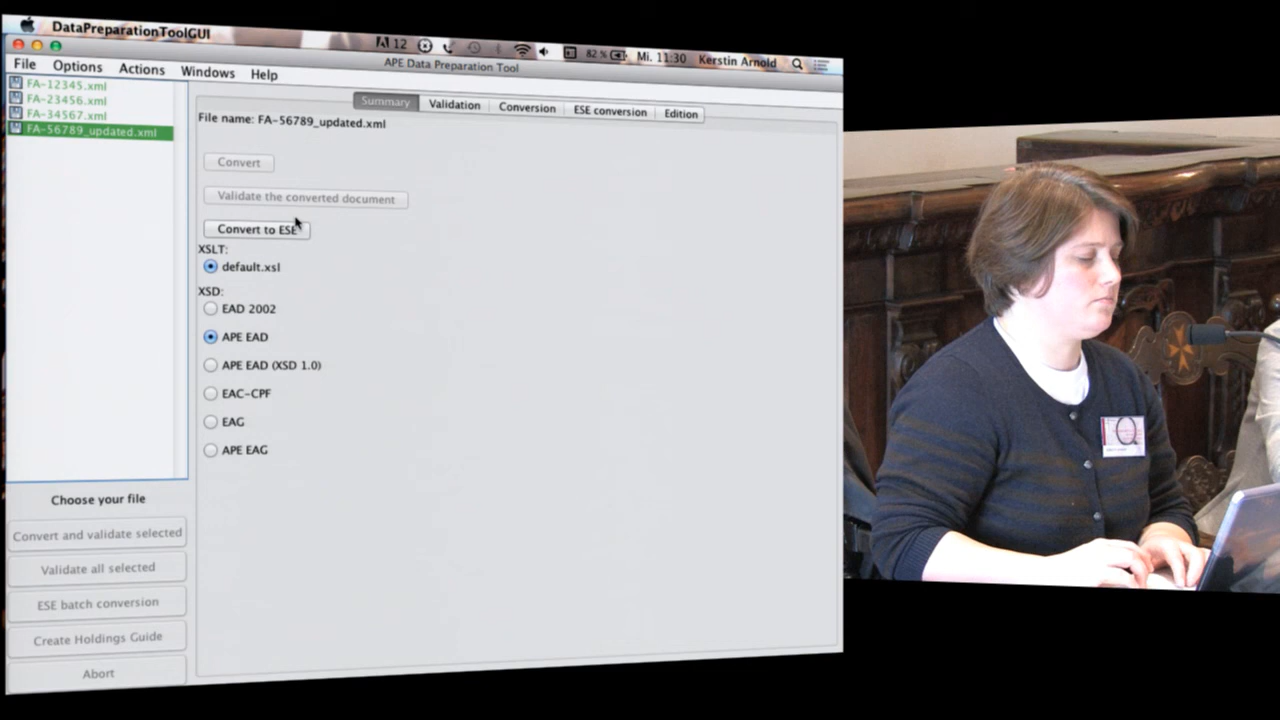 DataPreparationToolGUI
12
82 %
Mi. 11:30
Kerstin Arnold
APE Data Preparation Tool
File Options Actions Windows Help
FA-12345.xml
FA-23456.xml
FA-34567.xml
FA-56789_updated.xml
Summary Validation Conversion ESE conversion Edition
File name: FA-56789_updated.xml
Convert
Validate the converted document
Convert to ESE
XSLT:
default.xsl
XSD:
EAD 2002
APE EAD
APE EAD (XSD 1.0)
EAC-CPF
EAG
APE EAG
Choose your file
Convert and validate selected
Validate all selected
ESE batch conversion
Create Holdings Guide
Abort